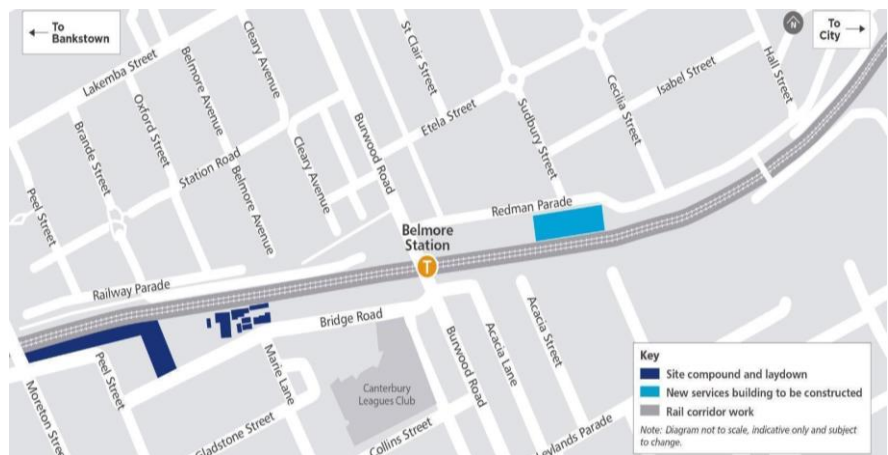 To
Bankstown
N
To
City
Lakemba Street
Cleary Avenue
Belmore Avenue
Oxford Street
Brande Street
Peel Street
Station Road
Belmore Avenue
Cleary Avenue
Burwood Road
St Clair Street
Etela Street
Sudbury Street
Cecilia Street
Isabel Street
Hall Street
Redman Parade
Belmore
Station
T
Railway Parade
Bridge Road
Moreton Street
Peel Street
Marie Lane
Gladstone Street
Canterbury
Leagues Club
Collins Street
Burwood Road
Acacia Lane
Acacia Street
Leylands Parade
Key
Site compound and laydown
New services building to be constructed
Rail corridor work
Note: Diagram not to scale, indicative only and subject
to change.